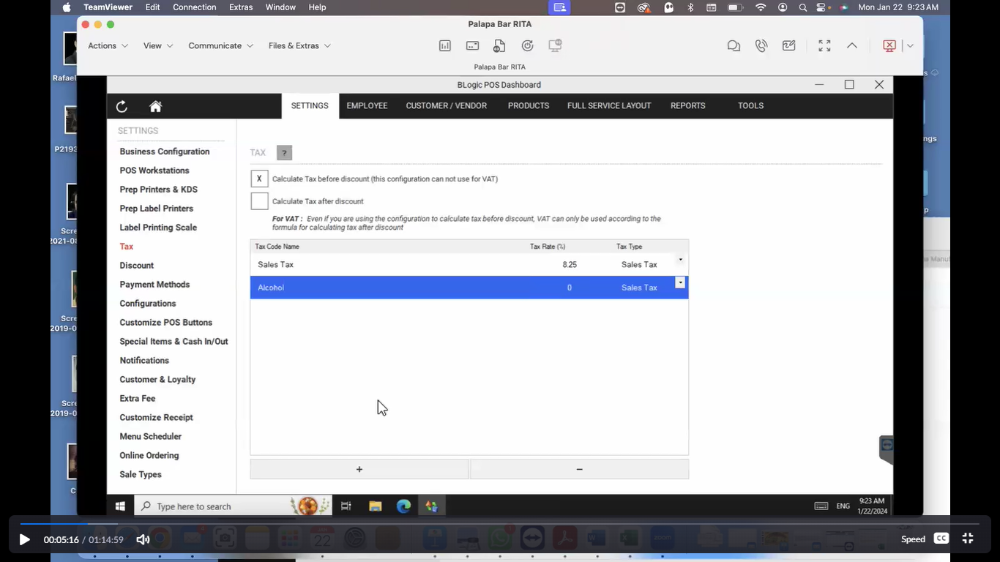 TeamViewer Edit Connection Extras Window Help Mon Jan 22 9:23 AM
Palapa Bar RITA
Actions View Communicate Files & Extras
Palapa Bar RITA
BLogic POS Dashboard
SETTINGS EMPLOYEE CUSTOMER / VENDOR PRODUCTS FULL SERVICE LAYOUT REPORTS TOOLS
SETTINGS
Business Configuration
POS Workstations
Prep Printers & KDS
Prep Label Printers
Label Printing Scale
Tax
Discount
Payment Methods
Configurations
Customize POS Buttons
Special Items & Cash In/Out
Notifications
Customer & Loyalty
Extra Fee
Customize Receipt
Menu Scheduler
Online Ordering
Sale Types
TAX ?
X Calculate Tax before discount (this configuration can not use for VAT)
Calculate Tax after discount
For VAT : Even if you are using the configuration to calculate tax before discount, VAT can only be used according to the
formula for calculating tax after discount
Tax Code Name Tax Rate (%) Tax Type
Sales Tax 8.25 Sales Tax
Alcohol 0 Sales Tax
+ −
Rafael
P2193
Scre
2021-08
Scre
2019-0
Scre
2019-0
Type here to search
ENG
9:23 AM
1/22/2024
00:05:16 / 01:14:59
Speed CC